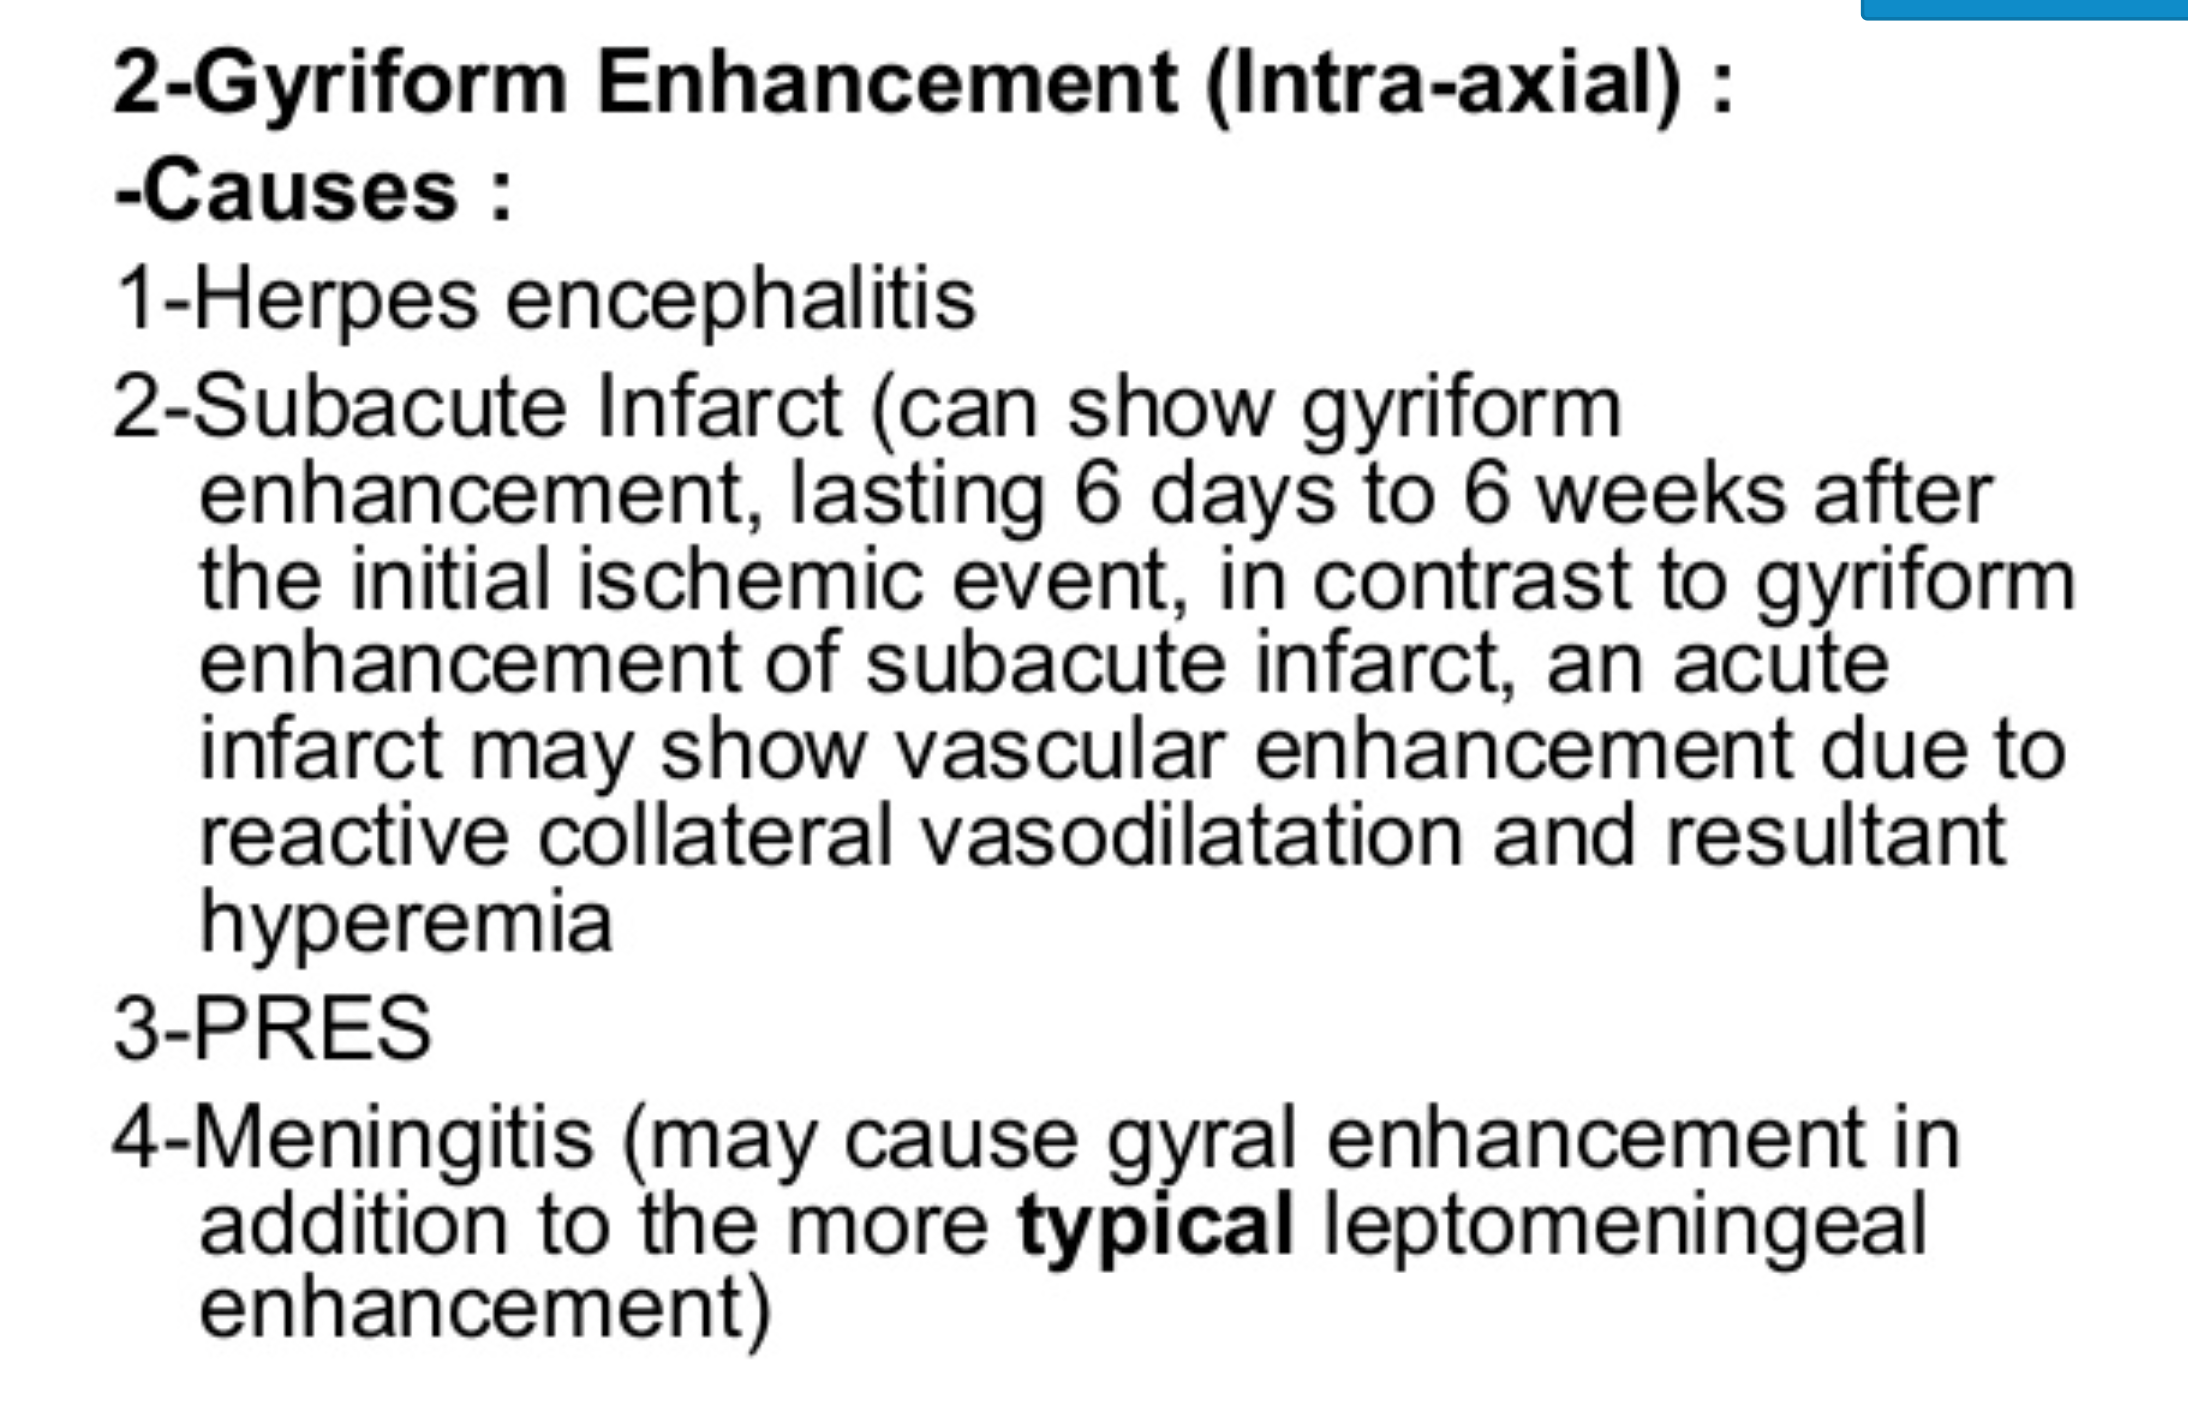 2-Gyriform Enhancement (Intra-axial) :
-Causes :
1-Herpes encephalitis
2-Subacute Infarct (can show gyriform
enhancement, lasting 6 days to 6 weeks after
the initial ischemic event, in contrast to gyriform
enhancement of subacute infarct, an acute
infarct may show vascular enhancement due to
reactive collateral vasodilatation and resultant
hyperemia
3-PRES
4-Meningitis (may cause gyral enhancement in
addition to the more typical leptomeningeal
enhancement)